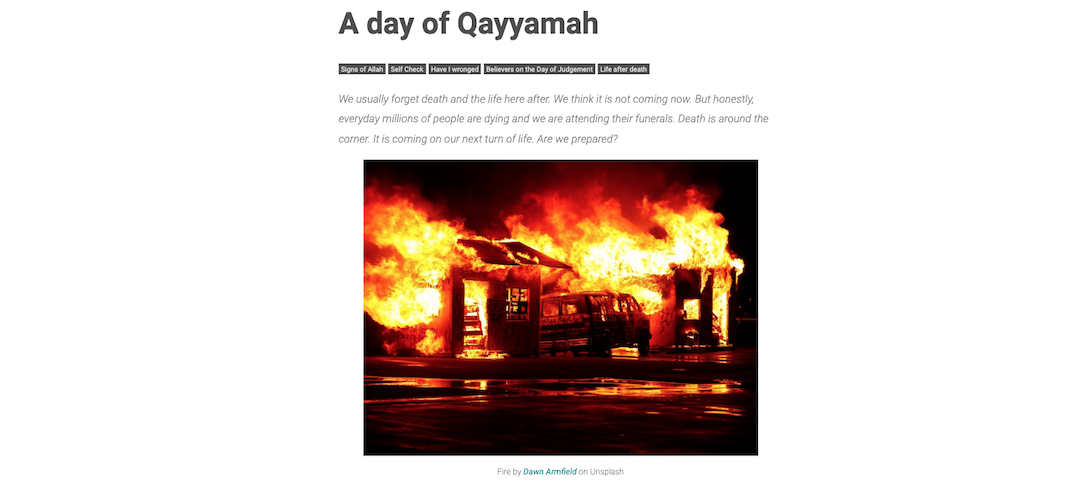 A day of Qayyamah
Signs of Allah Self Check Have I wronged Believers on the Day of Judgement Life after death
We usually forget death and the life here after. We think it is not coming now. But honestly,
everyday millions of people are dying and we are attending their funerals. Death is around the
corner. It is coming on our next turn of life. Are we prepared?
Fire by Dawn Armfield on Unsplash